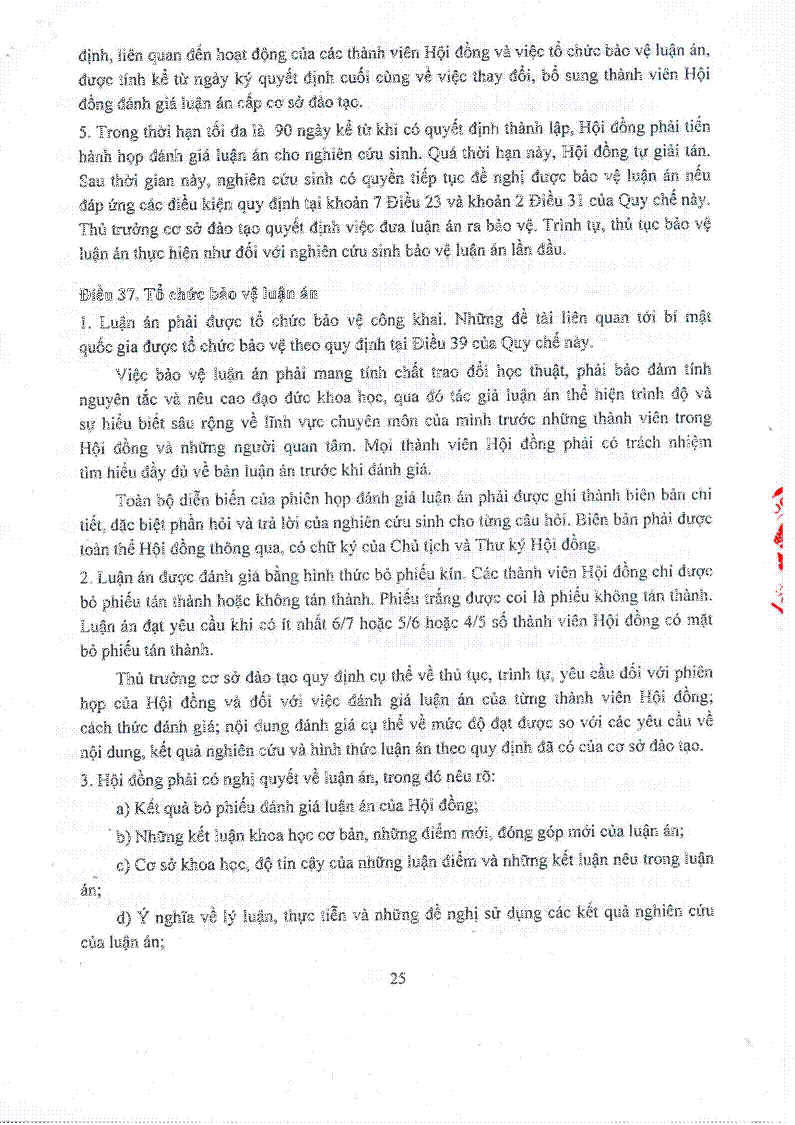 định, liên quan đến hoạt động của các thành viên Hội đồng và việc tổ chức bảo vệ luận án,
được tính kể từ ngày ký quyết định cuối cùng về việc thay đổi, bổ sung thành viên Hội
đồng đánh giá luận án cấp cơ sở đào tạo.
5. Trong thời hạn tối đa là 90 ngày kể từ khi có quyết định thành lập, Hội đồng phải tiến
hành họp đánh giá luận án cho nghiên cứu sinh. Quá thời hạn này, Hội đồng tự giải tán.
Sau thời gian này, nghiên cứu sinh có quyền tiếp tục đề nghị được bảo vệ luận án nếu
đáp ứng các điều kiện quy định tại khoản 7 Điều 23 và khoản 2 Điều 31 của Quy chế này.
Thủ trưởng cơ sở đào tạo quyết định việc đưa luận án ra bảo vệ. Trình tự, thủ tục bảo vệ
luận án thực hiện như đối với nghiên cứu sinh bảo vệ luận án lần đầu.
Điều 37. Tổ chức bảo vệ luận án
1. Luận án phải được tổ chức bảo vệ công khai. Những đề tài liên quan tới bí mật
quốc gia được tổ chức bảo vệ theo quy định tại Điều 39 của Quy chế này.
Việc bảo vệ luận án phải mang tính chất trao đổi học thuật, phải bảo đảm tính
nguyên tắc và nêu cao đạo đức khoa học, qua đó tác giả luận án thể hiện trình độ và
sự hiểu biết sâu rộng về lĩnh vực chuyên môn của mình trước những thành viên trong
Hội đồng và những người quan tâm. Mọi thành viên Hội đồng phải có trách nhiệm
tìm hiểu đầy đủ về bản luận án trước khi đánh giá.
Toàn bộ diễn biến của phiên họp đánh giá luận án phải được ghi thành biên bản chi
tiết, đặc biệt phần hỏi và trả lời của nghiên cứu sinh cho từng câu hỏi. Biên bản phải được
toàn thể Hội đồng thông qua, có chữ ký của Chủ tịch và Thư ký Hội đồng.
2. Luận án được đánh giá bằng hình thức bỏ phiếu kín. Các thành viên Hội đồng chỉ được
bỏ phiếu tán thành hoặc không tán thành. Phiếu trắng được coi là phiếu không tán thành.
Luận án đạt yêu cầu khi có ít nhất 6/7 hoặc 5/6 hoặc 4/5 số thành viên Hội đồng có mặt
bỏ phiếu tán thành.
Thủ trưởng cơ sở đào tạo quy định cụ thể về thủ tục, trình tự, yêu cầu đối với phiên
họp của Hội đồng và đối với việc đánh giá luận án của từng thành viên Hội đồng;
cách thức đánh giá; nội dung đánh giá cụ thể về mức độ đạt được so với các yêu cầu về
nội dung, kết quả nghiên cứu và hình thức luận án theo quy định đã có của cơ sở đào tạo.
3. Hội đồng phải có nghị quyết về luận án, trong đó nêu rõ:
a) Kết quả bỏ phiếu đánh giá luận án của Hội đồng;
b) Những kết luận khoa học cơ bản, những điểm mới, đóng góp mới của luận án;
c) Cơ sở khoa học, độ tin cậy của những luận điểm và những kết luận nêu trong luận
án;
d) Ý nghĩa về lý luận, thực tiễn và những đề nghị sử dụng các kết quả nghiên cứu
của luận án;
25